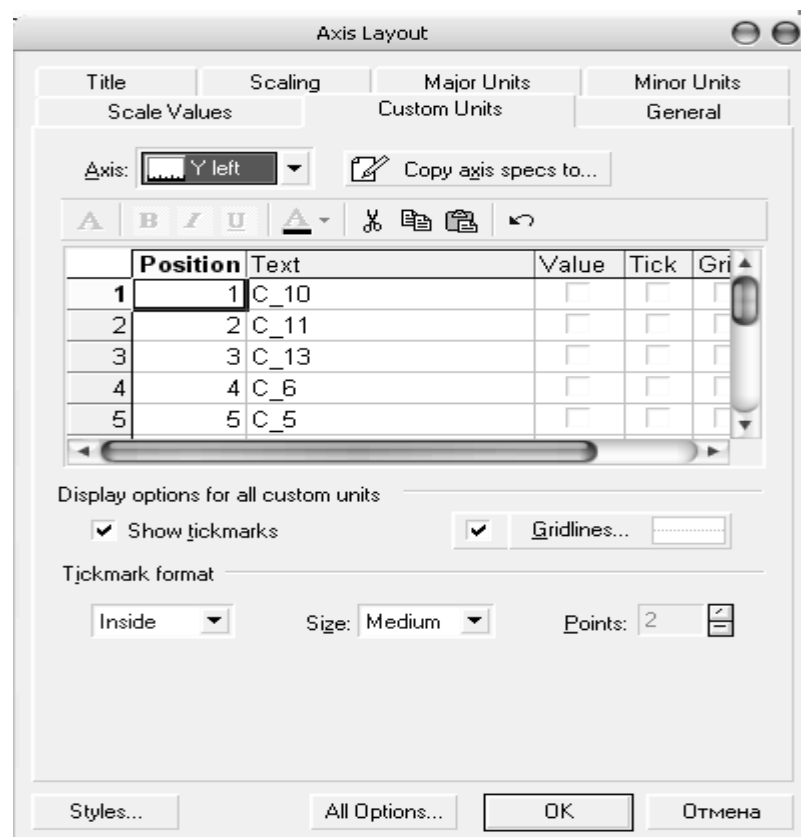 Axis Layout
Title Scaling Major Units Minor Units
Scale Values Custom Units General
Axis: Y left Copy axis specs to...
A B I U A
Position Text Value Tick Gri
1 1 C_10
2 2 C_11
3 3 C_13
4 4 C_6
5 5 C_5
Display options for all custom units
Show tickmarks Gridlines...
Tickmark format
Inside Size: Medium Points: 2
Styles... All Options... OK Отмена